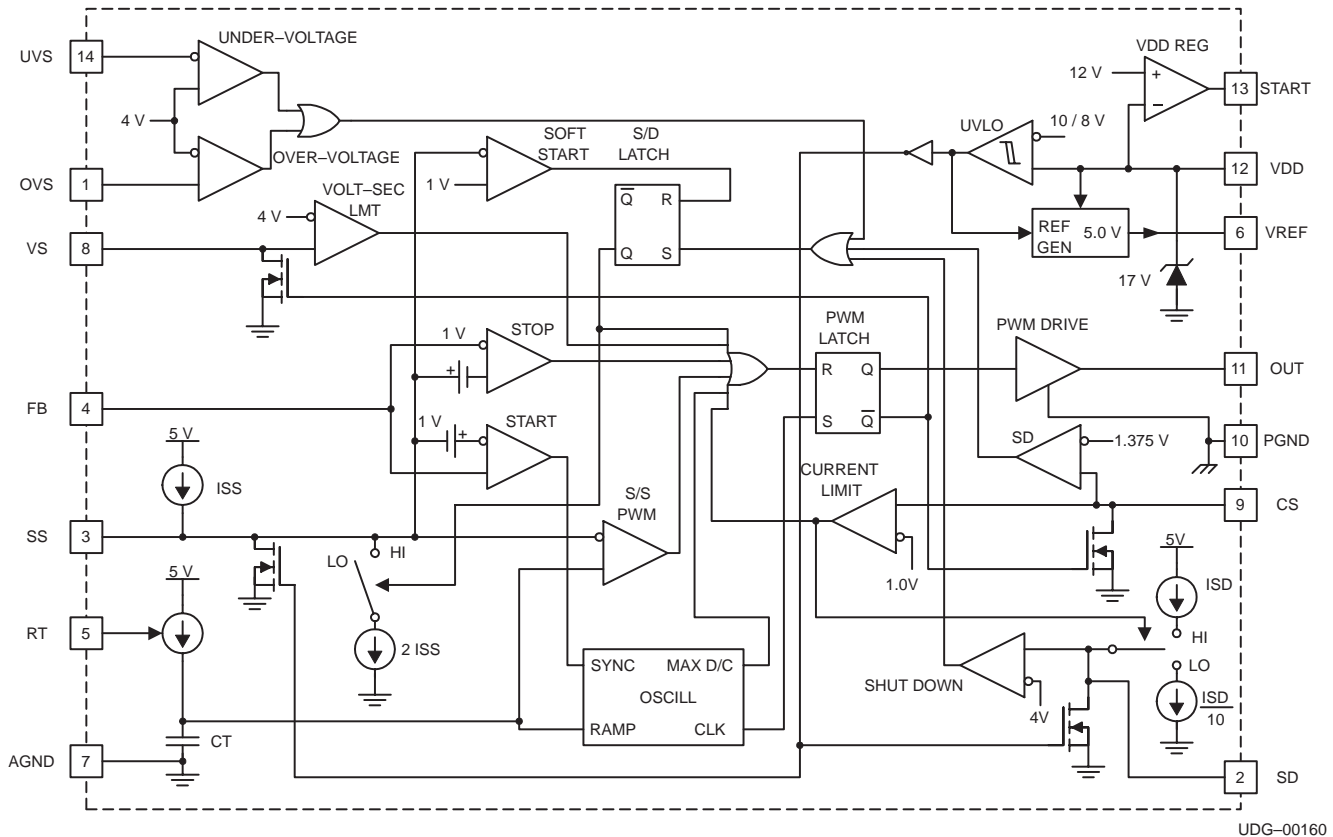 UNDER–VOLTAGE
VDD REG
UVS
14
12 V
+
–
13
START
4 V
10 / 8 V
UVLO
SOFT
START
S/D
LATCH
OVER–VOLTAGE
OVS
1
1 V
12
VDD
VOLT–SEC
LMT
4 V
Q
R
Q
S
VS
8
REF
GEN
5.0 V
6
VREF
17 V
1 V
STOP
+
PWM
LATCH
PWM DRIVE
R
Q
S
Q
11
OUT
FB
4
1 V
+
START
SD
1.375 V
10
PGND
5 V
ISS
CURRENT
LIMIT
9
CS
S/S
PWM
SS
3
HI
LO
1.0V
5V
ISD
5 V
RT
5
2 ISS
HI
LO
SYNC
MAX D/C
OSCILL
RAMP
CLK
SHUT DOWN
4V
ISD
10
CT
AGND
7
2
SD
UDG–00160